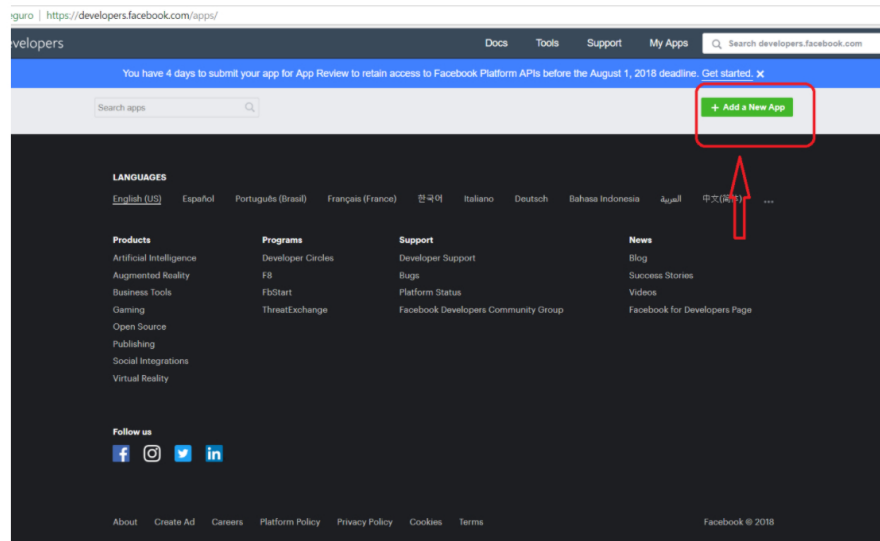 eguro | https://developers.facebook.com/apps/
evelopers Docs Tools Support My Apps Search developers.facebook.com
You have 4 days to submit your app for App Review to retain access to Facebook Platform APIs before the August 1, 2018 deadline. Get started. ×
Search apps + Add a New App
LANGUAGES
English (US) Español Português (Brasil) Français (France) 한국어 Italiano Deutsch Bahasa Indonesia العربية 中文(简体) ...
Products Programs Support News
Artificial Intelligence Developer Circles Developer Support Blog
Augmented Reality F8 Bugs Success Stories
Business Tools FbStart Platform Status Videos
Gaming ThreatExchange Facebook Developers Community Group Facebook for Developers Page
Open Source
Publishing
Social Integrations
Virtual Reality
Follow us
About Create Ad Careers Platform Policy Privacy Policy Cookies Terms Facebook © 2018